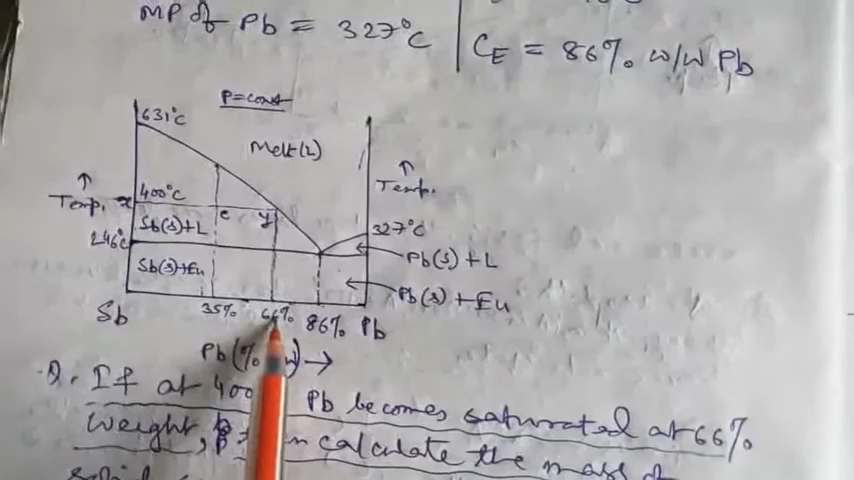 MP of Pb = 327°C
C_E = 86% w/w Pb
P=const
631°C
Melt(L)
↑
Temp.
400°C
x
c
y
Sb(s)+L
246°C
Sb(s)+Eu
↑
Temp.
327°C
Pb(s)+L
Pb(s)+Eu
Sb
35%
66%
86%
Pb
Pb(% →
Q. If at 400 Pb becomes saturated at 66%
weight, calculate the mass of